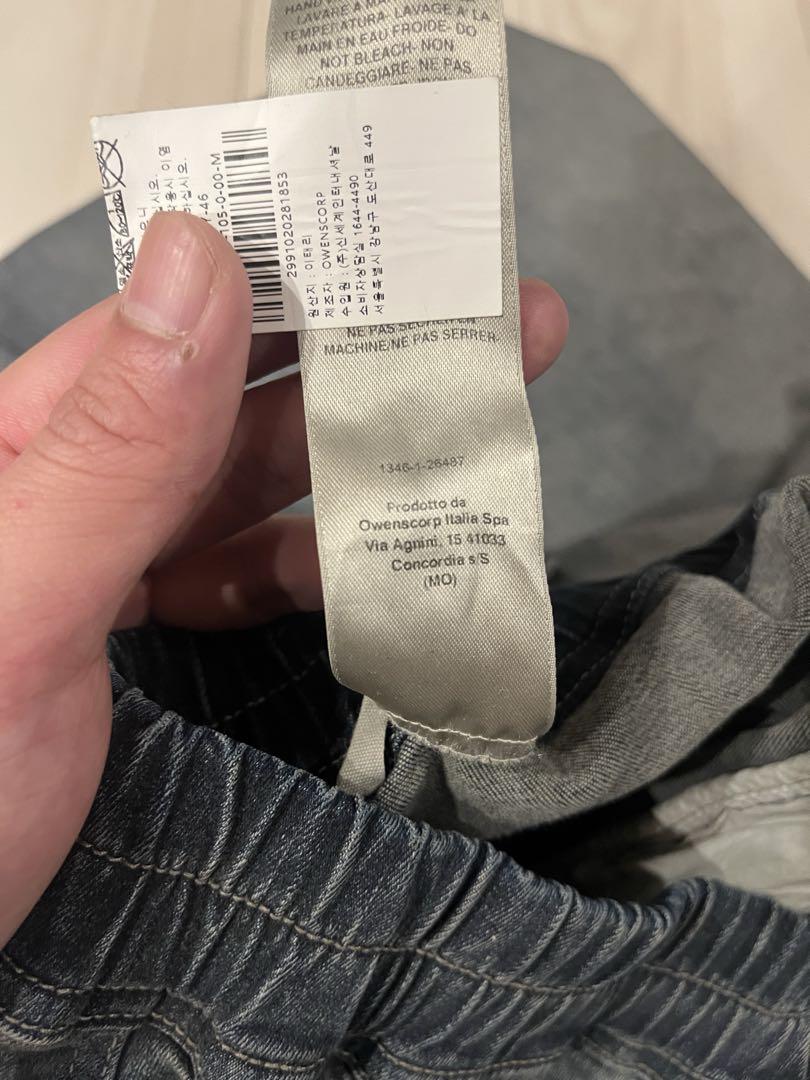 HAND
LAVARE A
TEMPERATURA- LAVAGE A LA
MAIN EN EAU FROIDE- DO
NOT BLEACH- NON
CANDEGGIARE- NE PAS
105-0-00-M
2991020281853
원산지 : 이태리
제조자 : OWENSCORP
수입원 : (주)신세계인터내셔날
소비자상담실 1644-4490
서울특별시 강남구 도산대로 449
NE PAS
MACHINE/NE PAS SERRER-
1346-1-26487
Prodotto da
Owenscorp Italia Spa
Via Agnini, 15 41033
Concordia s/S
(MO)